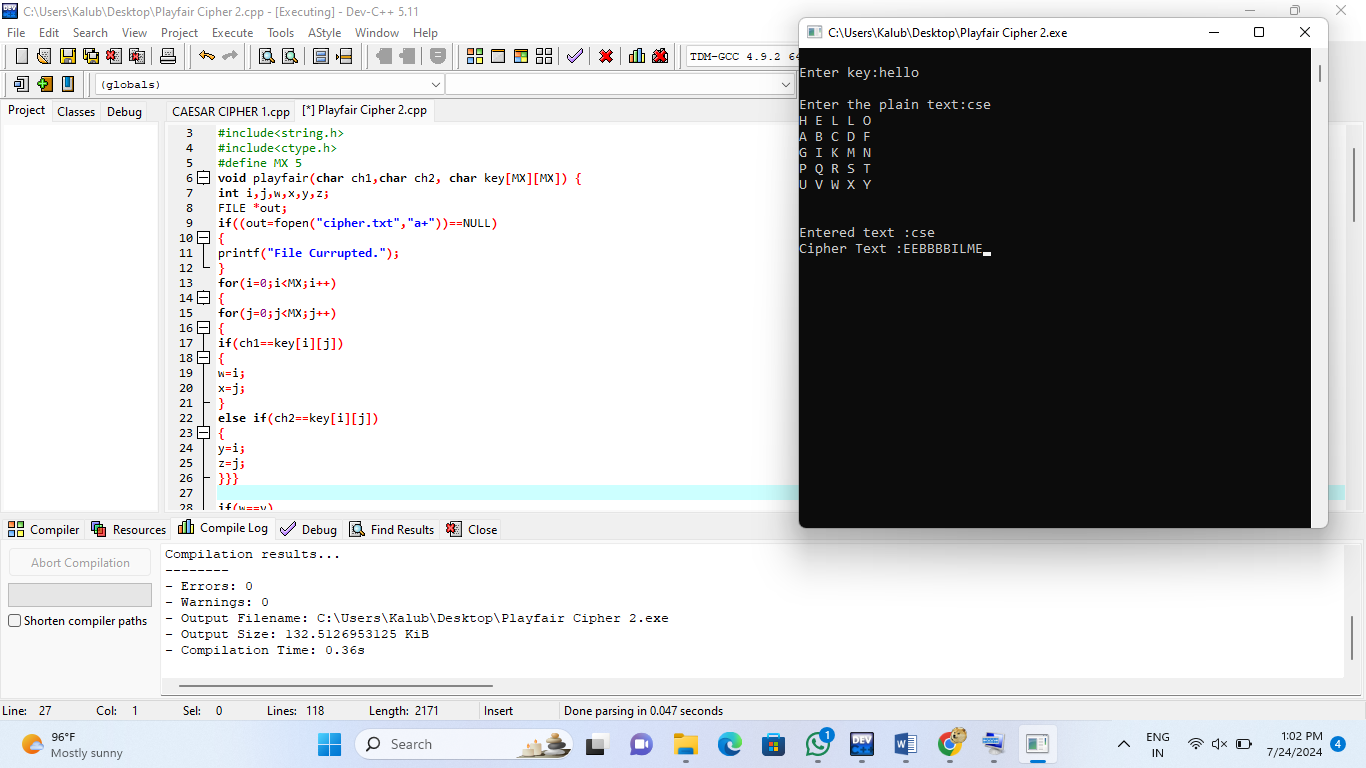 C:\Users\Kalub\Desktop\Playfair Cipher 2.cpp - [Executing] - Dev-C++ 5.11
File Edit Search View Project Execute Tools AStyle Window Help
TDM-GCC 4.9.2 64
(globals)
Project Classes Debug
CAESAR CIPHER 1.cpp [*] Playfair Cipher 2.cpp
3 #include<string.h>
4 #include<ctype.h>
5 #define MX 5
6 void playfair(char ch1,char ch2, char key[MX][MX]) {
7 int i,j,w,x,y,z;
8 FILE *out;
9 if((out=fopen("cipher.txt","a+"))==NULL)
10 {
11 printf("File Currupted.");
12 }
13 for(i=0;i<MX;i++)
14 {
15 for(j=0;j<MX;j++)
16 {
17 if(ch1==key[i][j])
18 {
19 w=i;
20 x=j;
21 }
22 else if(ch2==key[i][j])
23 {
24 y=i;
25 z=j;
26 }}}
27
28 if(w==y)
C:\Users\Kalub\Desktop\Playfair Cipher 2.exe
Enter key:hello
Enter the plain text:cse
H E L L O
A B C D F
G I K M N
P Q R S T
U V W X Y
Entered text :cse
Cipher Text :EEBBBBILME
Compiler Resources Compile Log Debug Find Results Close
Abort Compilation
Shorten compiler paths
Compilation results...
--------
- Errors: 0
- Warnings: 0
- Output Filename: C:\Users\Kalub\Desktop\Playfair Cipher 2.exe
- Output Size: 132.5126953125 KiB
- Compilation Time: 0.36s
Line: 27 Col: 1 Sel: 0 Lines: 118 Length: 2171 Insert Done parsing in 0.047 seconds
96°F
Mostly sunny
Search
1
DEV
ENG
IN
1:02 PM
7/24/2024
4